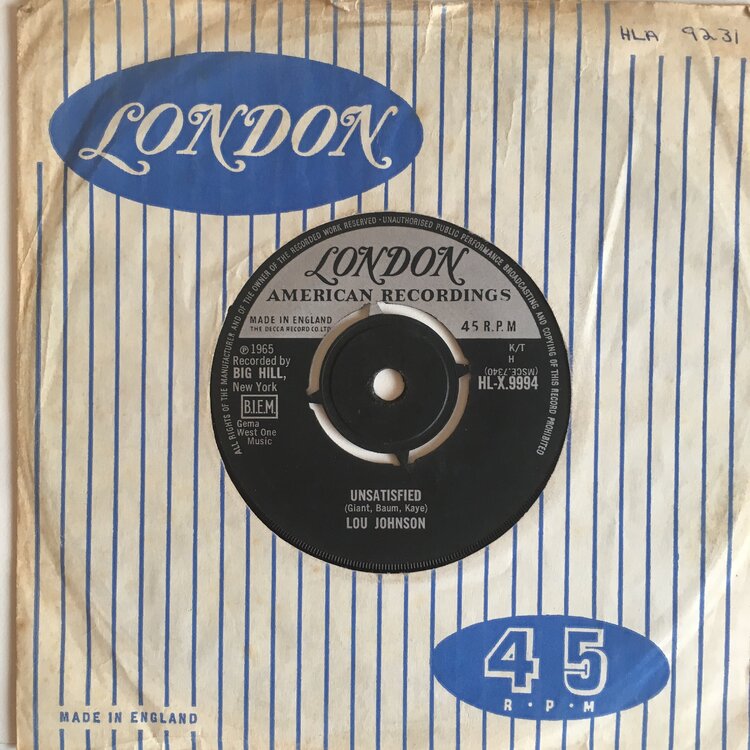 HLA 9231
LONDON
ALL RIGHTS OF THE MANUFACTURER AND OF THE OWNER OF THE RECORDED WORK RESERVED - UNAUTHORISED PUBLIC PERFORMANCE BROADCASTING AND COPYING OF THIS RECORD PROHIBITED
LONDON
AMERICAN RECORDINGS
MADE IN ENGLAND
THE DECCA RECORD CO. LTD.
45 R.P.M
℗ 1965
Recorded by
BIG HILL,
New York
B.I.E.M.
Gema
West One
Music
K/T
H
(MSCE.7340)
HL-X.9994
UNSATISFIED
(Giant, Baum, Kaye)
LOU JOHNSON
45
R·P·M
MADE IN ENGLAND